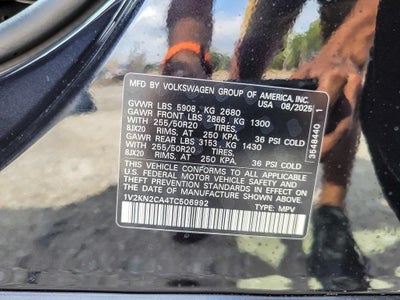 MFD BY VOLKSWAGEN GROUP OF AMERICA, INC.
USA 08/2025
GVWR LBS 5908, KG 2680
GAWR FRONT LBS 2866, KG 1300
WITH 255/50R20 TIRES,
8JX20 RIMS, AT 250 KPA, 36 PSI COLD
GAWR REAR LBS 3153, KG 1430
WITH 255/50R20 TIRES,
8JX20 RIMS, AT 250 KPA, 36 PSI COLD
THIS VEHICLE CONFORMS TO ALL APPLICABLE
U.S. FEDERAL MOTOR VEHICLE SAFETY STANDARDS
IN EFFECT ON THE DATE OF
MANUFACTURE SHOWN ABOVE.
1V2KN2CA4TC506992 TYPE: MPV
3548440 1